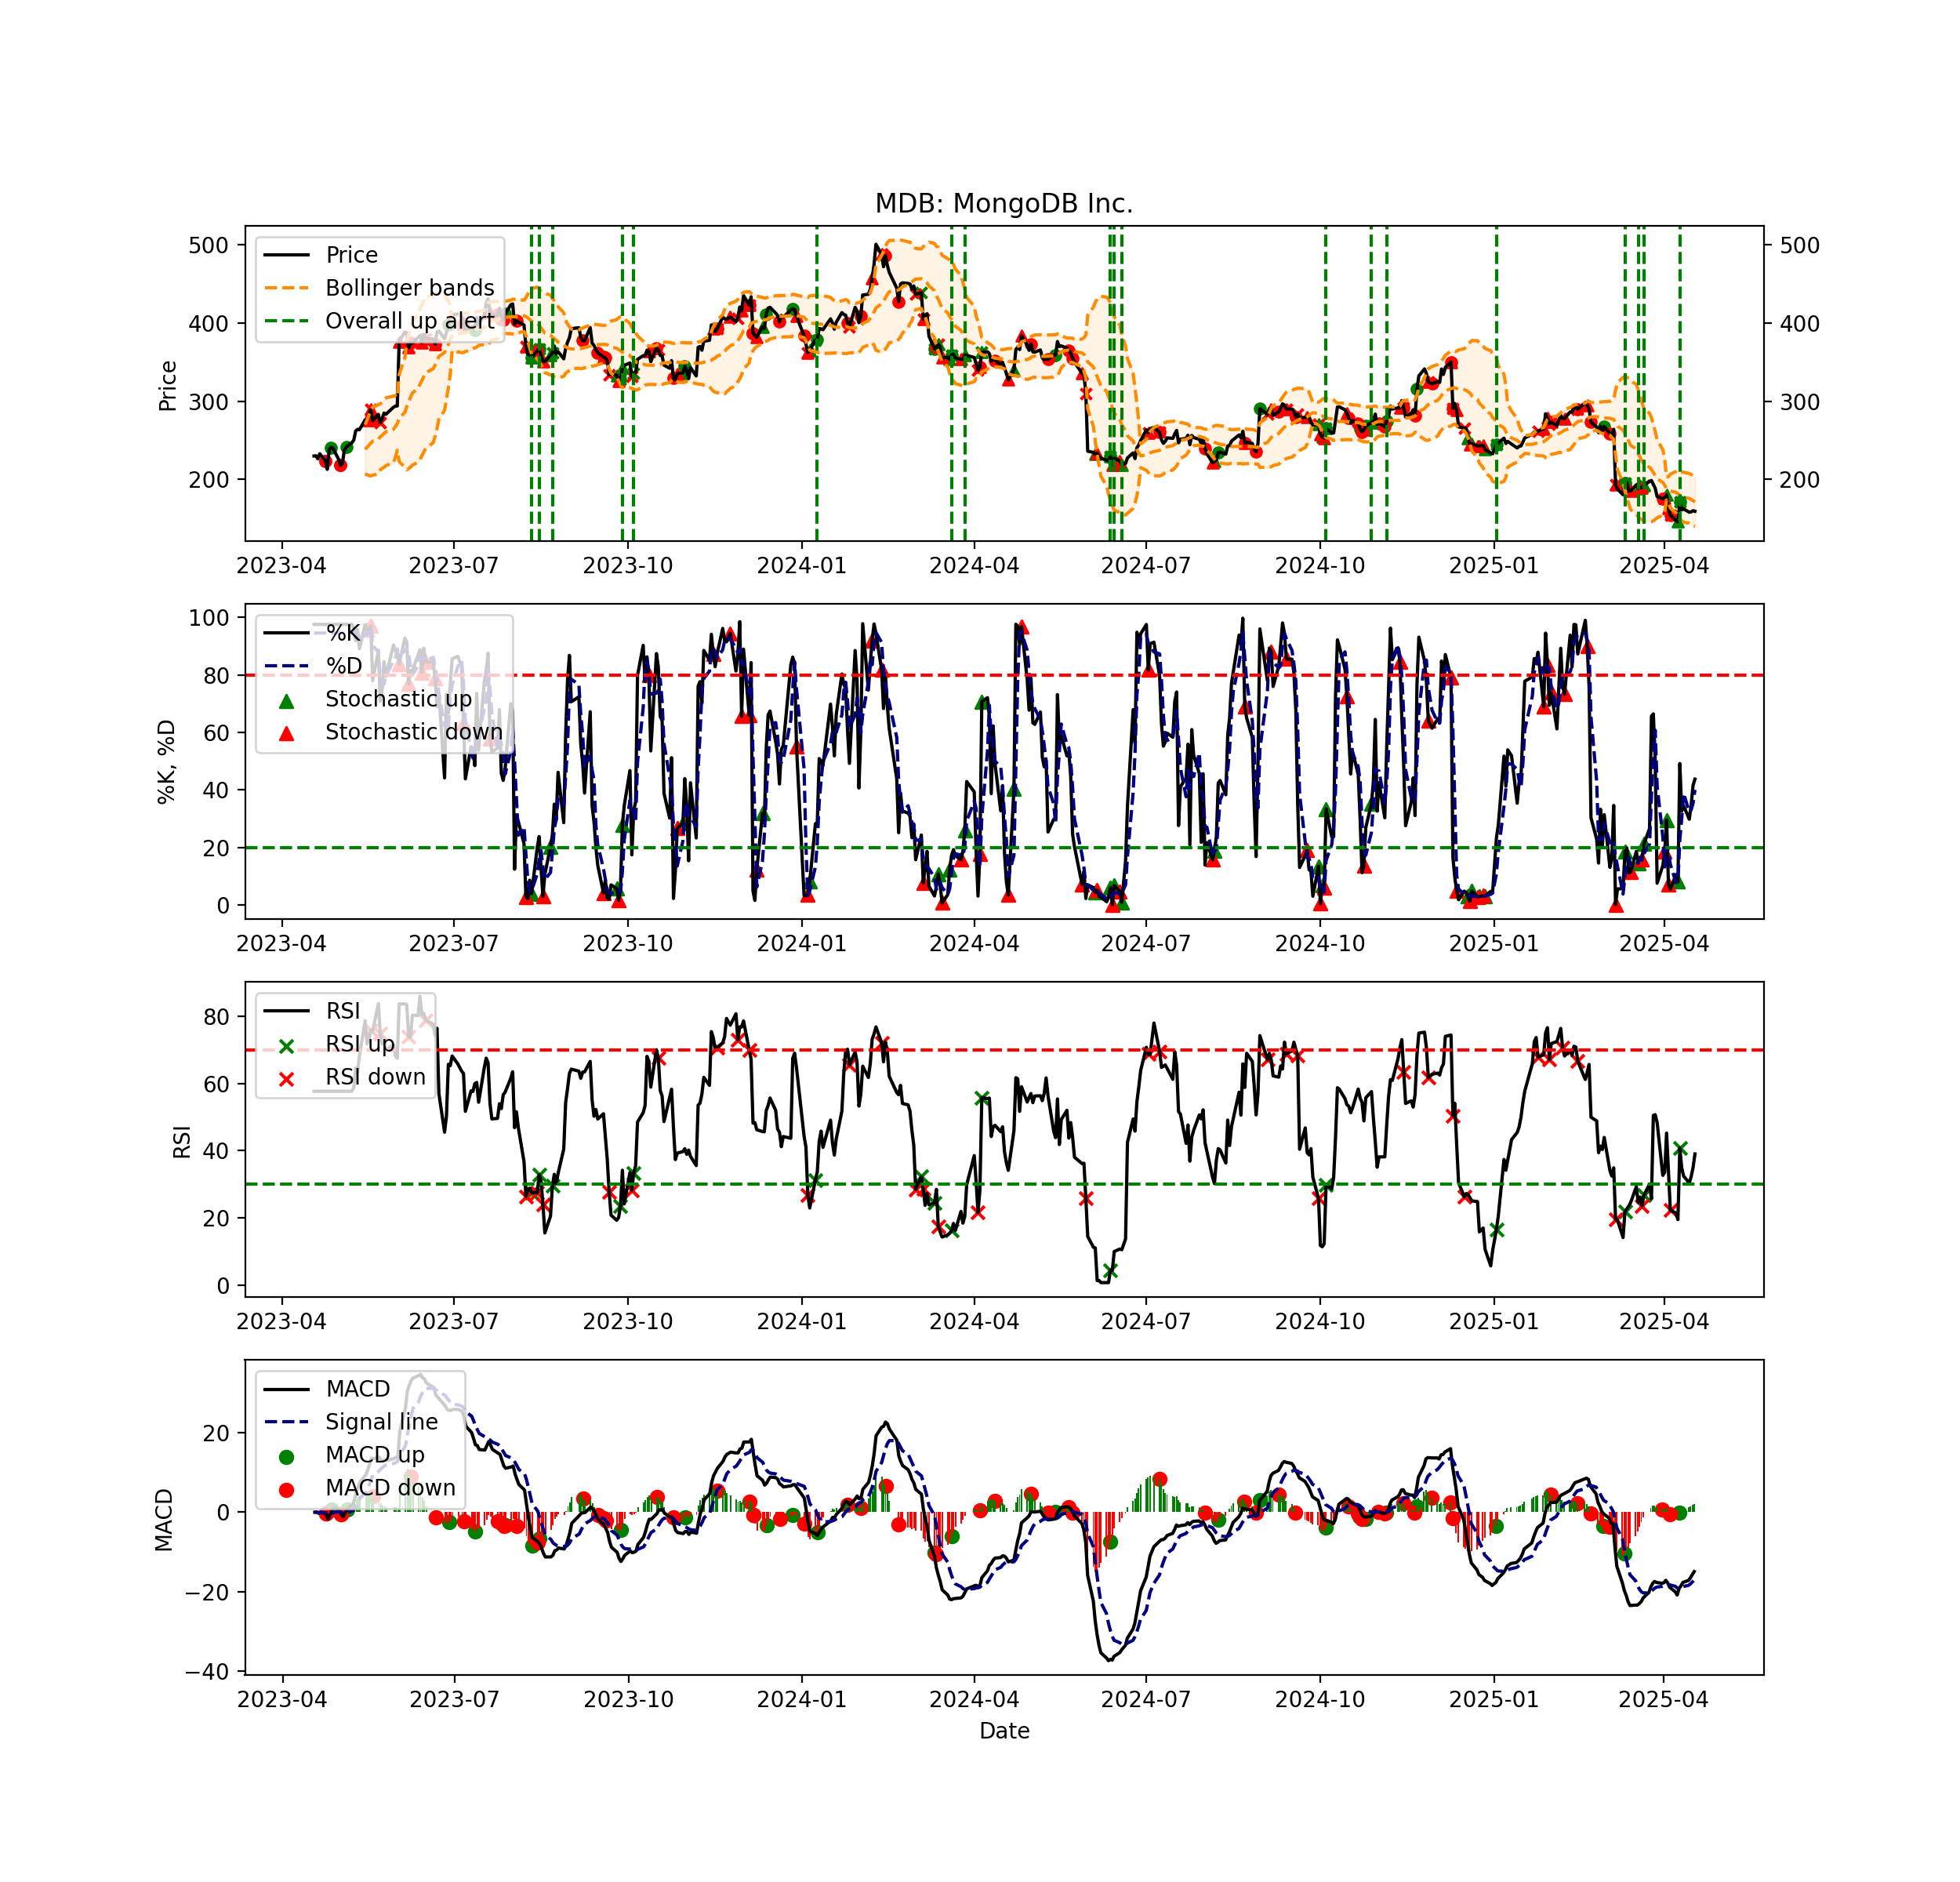 MDB: MongoDB Inc.
Price
500
400
300
200
500
400
300
200
Price
Bollinger bands
Overall up alert
2023-04 2023-07 2023-10 2024-01 2024-04 2024-07 2024-10 2025-01 2025-04
%K, %D
100
80
60
40
20
0
%K
%D
Stochastic up
Stochastic down
2023-04 2023-07 2023-10 2024-01 2024-04 2024-07 2024-10 2025-01 2025-04
RSI
80
60
40
20
0
RSI
RSI up
RSI down
2023-04 2023-07 2023-10 2024-01 2024-04 2024-07 2024-10 2025-01 2025-04
MACD
20
0
−20
−40
MACD
Signal line
MACD up
MACD down
2023-04 2023-07 2023-10 2024-01 2024-04 2024-07 2024-10 2025-01 2025-04
Date